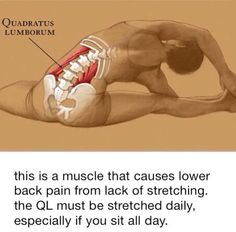 QUADRATUS
LUMBORUM
this is a muscle that causes lower
back pain from lack of stretching.
the QL must be stretched daily,
especially if you sit all day.